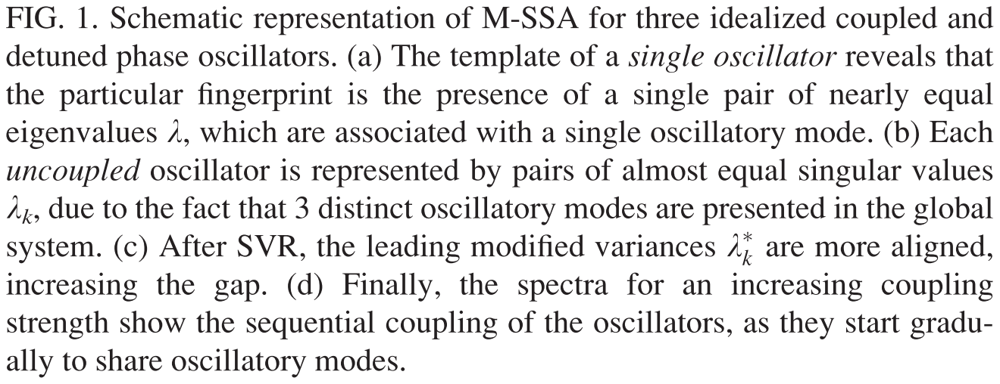 FIG. 1. Schematic representation of M-SSA for three idealized coupled and
detuned phase oscillators. (a) The template of a single oscillator reveals that
the particular fingerprint is the presence of a single pair of nearly equal
eigenvalues λ, which are associated with a single oscillatory mode. (b) Each
uncoupled oscillator is represented by pairs of almost equal singular values
λₖ, due to the fact that 3 distinct oscillatory modes are presented in the global
system. (c) After SVR, the leading modified variances λ*ₖ are more aligned,
increasing the gap. (d) Finally, the spectra for an increasing coupling
strength show the sequential coupling of the oscillators, as they start gradu-
ally to share oscillatory modes.